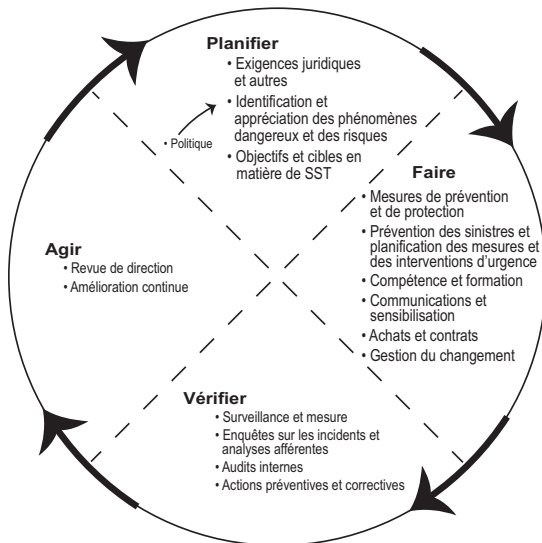 Planifier
• Exigences juridiques
et autres
• Identification et
appréciation des phénomènes
dangereux et des risques
• Politique
• Objectifs et cibles en
matière de SST
Faire
• Mesures de prévention
et de protection
• Prévention des sinistres et
planification des mesures et
des interventions d'urgence
• Compétence et formation
• Communications et
sensibilisation
• Achats et contrats
• Gestion du changement
Vérifier
• Surveillance et mesure
• Enquêtes sur les incidents et
analyses afférentes
• Audits internes
• Actions préventives et correctives
Agir
• Revue de direction
• Amélioration continue